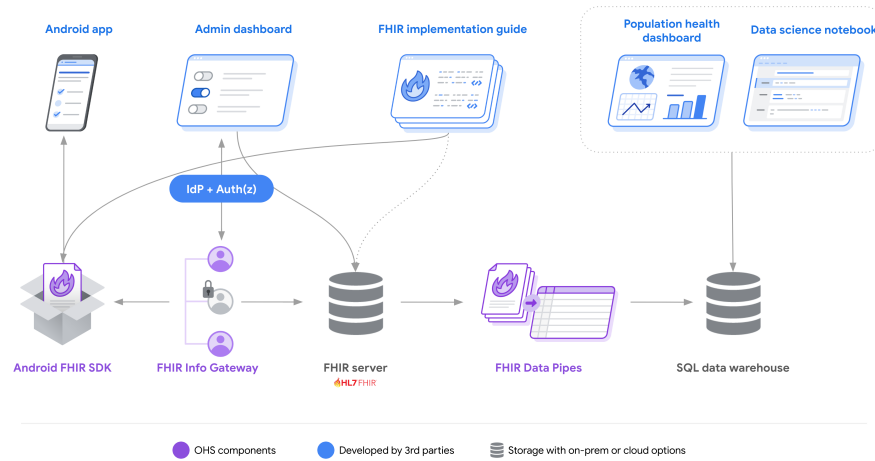 Android app
Admin dashboard
FHIR implementation guide
Population health
dashboard
Data science notebook
IdP + Auth(z)
Android FHIR SDK
FHIR Info Gateway
FHIR server
HL7 FHIR
FHIR Data Pipes
SQL data warehouse
OHS components
Developed by 3rd parties
Storage with on-prem or cloud options